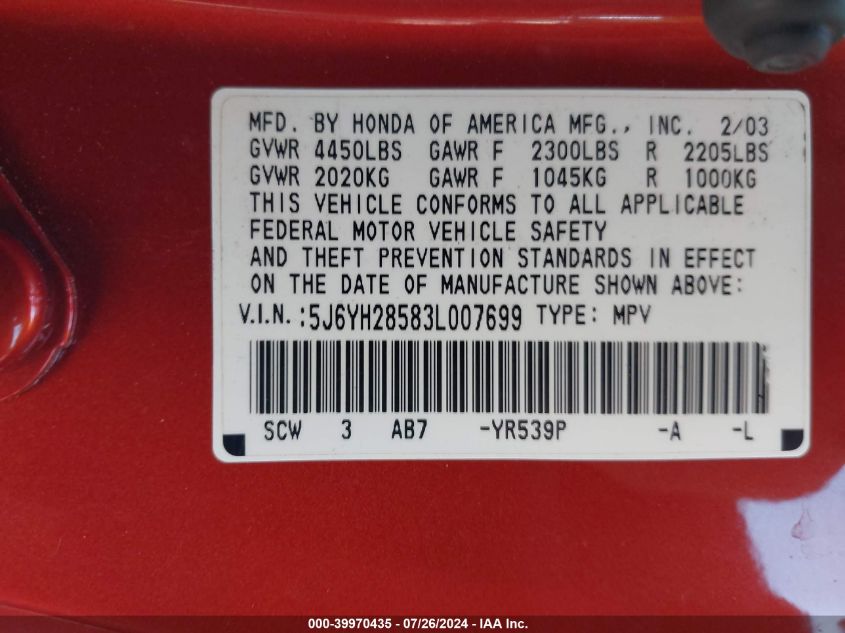 MFD. BY HONDA OF AMERICA MFG., INC. 2/03
GVWR 4450LBS GAWR F 2300LBS R 2205LBS
GVWR 2020KG GAWR F 1045KG R 1000KG
THIS VEHICLE CONFORMS TO ALL APPLICABLE
FEDERAL MOTOR VEHICLE SAFETY
AND THEFT PREVENTION STANDARDS IN EFFECT
ON THE DATE OF MANUFACTURE SHOWN ABOVE:
V.I.N.:5J6YH28583L007699 TYPE: MPV
SCW 3 AB7 -YR539P -A -L
000-39970435 - 07/26/2024 - IAA Inc.